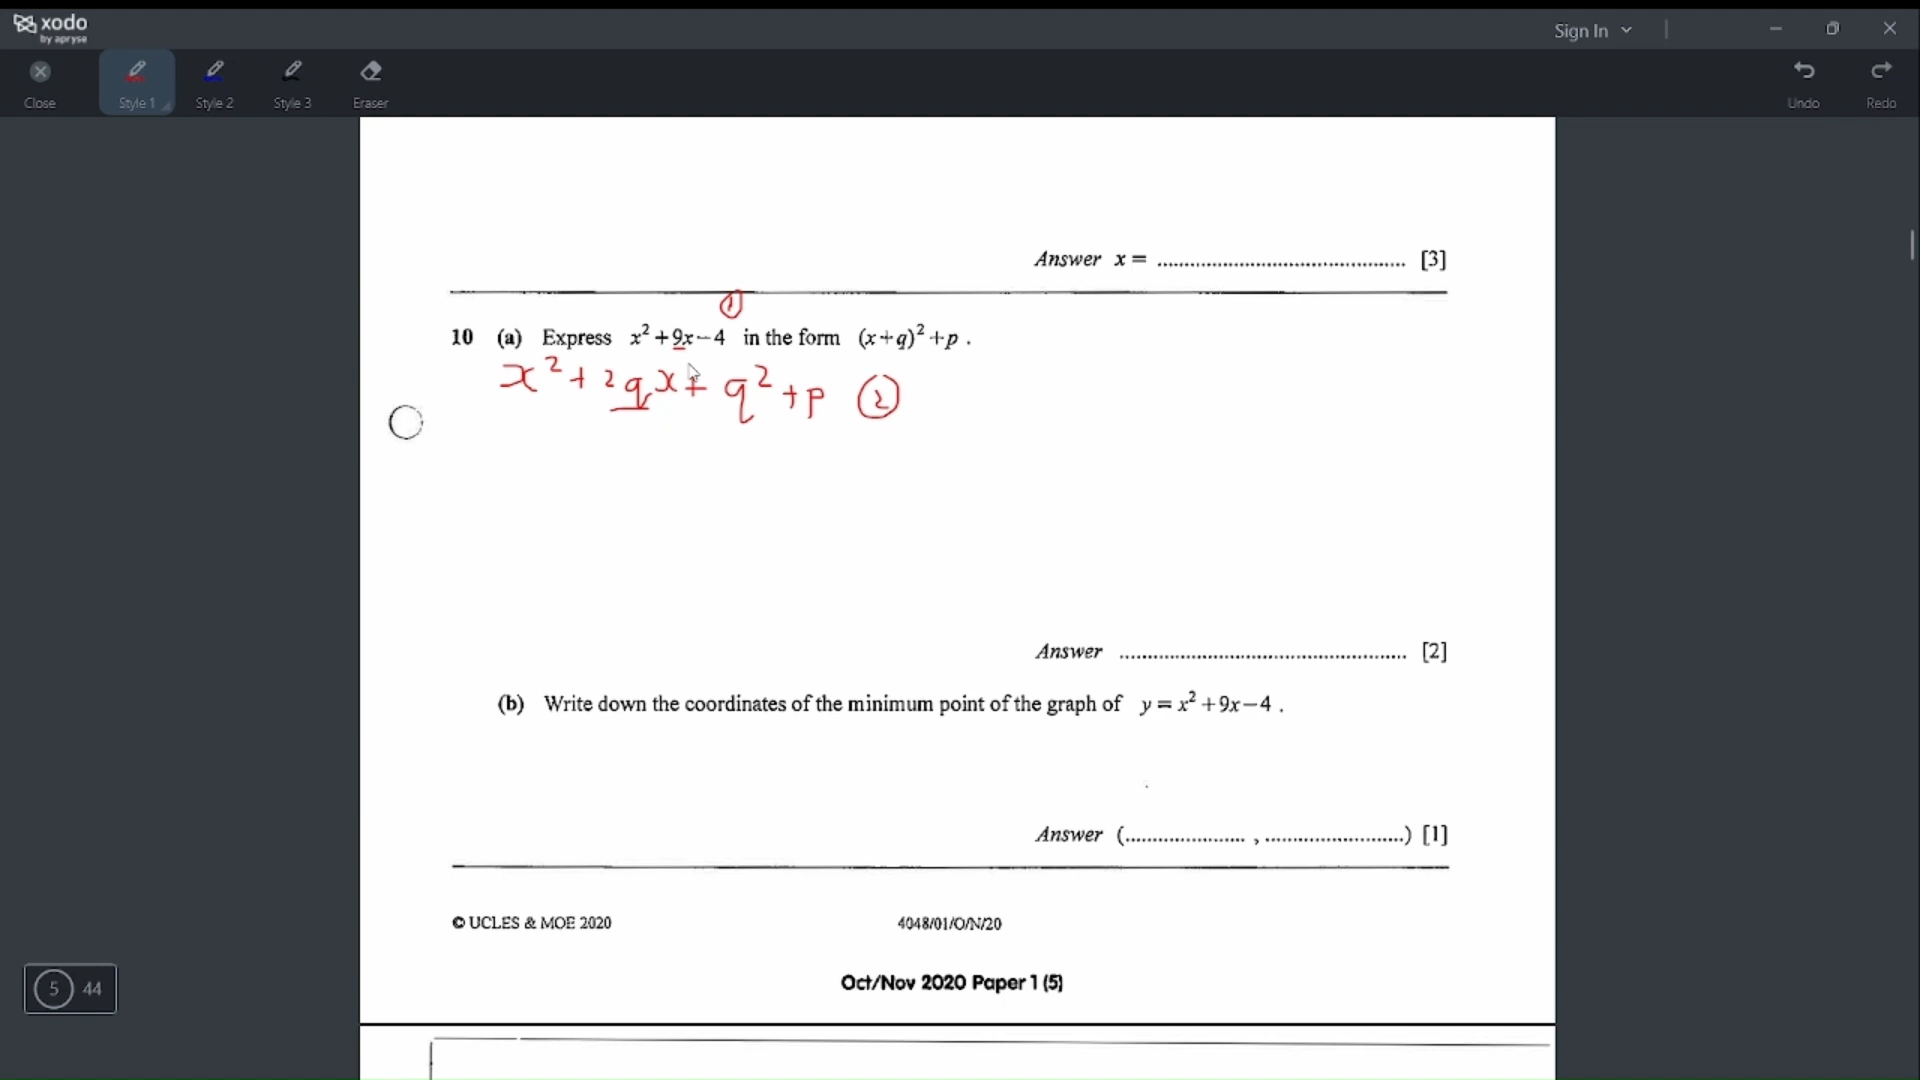 xodo
by apryse
Sign In
Close
Style 1
Style 2
Style 3
Eraser
Undo
Redo
Answer x = .......................................... [3]
①
10 (a) Express x² + 9x − 4 in the form (x + q)² + p .
x² + 2qx + q² + p ②
Answer ................................................. [2]
(b) Write down the coordinates of the minimum point of the graph of y = x² + 9x − 4 .
Answer (..................... , ........................) [1]
© UCLES & MOE 2020
4048/01/O/N/20
Oct/Nov 2020 Paper 1 (5)
5 44